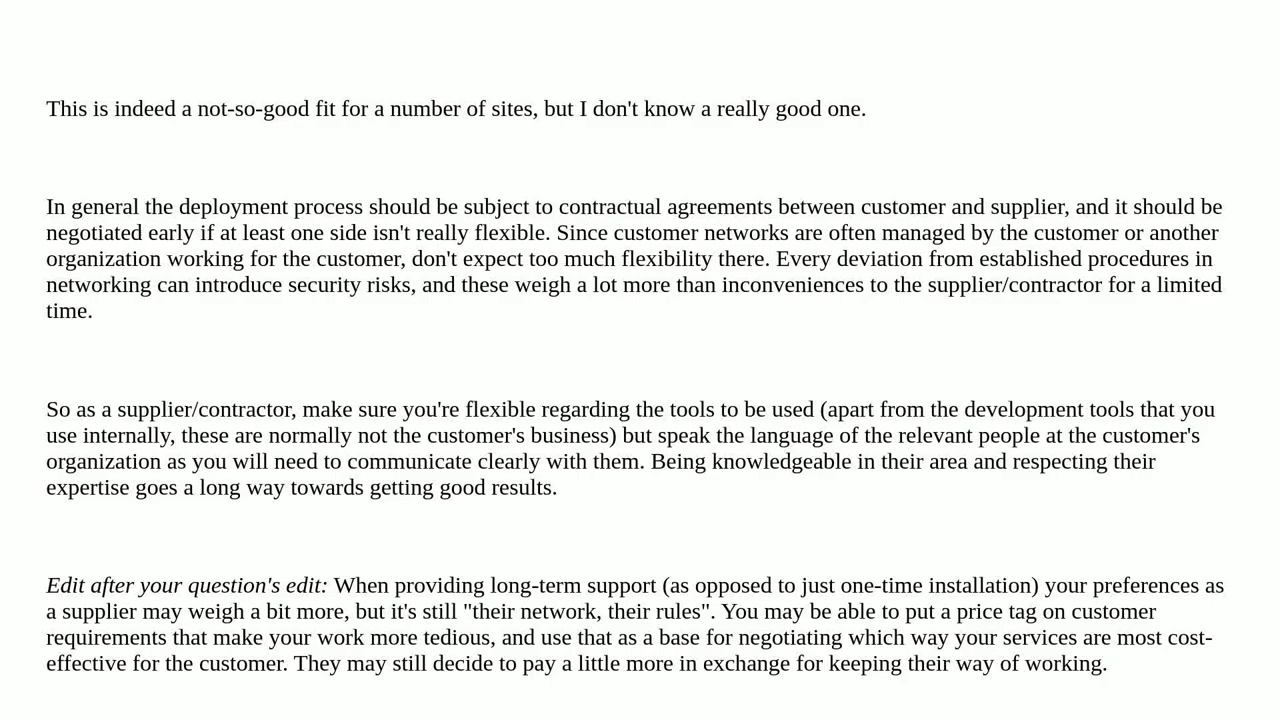 This is indeed a not-so-good fit for a number of sites, but I don't know a really good one.
In general the deployment process should be subject to contractual agreements between customer and supplier, and it should be
negotiated early if at least one side isn't really flexible. Since customer networks are often managed by the customer or another
organization working for the customer, don't expect too much flexibility there. Every deviation from established procedures in
networking can introduce security risks, and these weigh a lot more than inconveniences to the supplier/contractor for a limited
time.
So as a supplier/contractor, make sure you're flexible regarding the tools to be used (apart from the development tools that you
use internally, these are normally not the customer's business) but speak the language of the relevant people at the customer's
organization as you will need to communicate clearly with them. Being knowledgeable in their area and respecting their
expertise goes a long way towards getting good results.
Edit after your question's edit: When providing long-term support (as opposed to just one-time installation) your preferences as
a supplier may weigh a bit more, but it's still "their network, their rules". You may be able to put a price tag on customer
requirements that make your work more tedious, and use that as a base for negotiating which way your services are most cost-
effective for the customer. They may still decide to pay a little more in exchange for keeping their way of working.